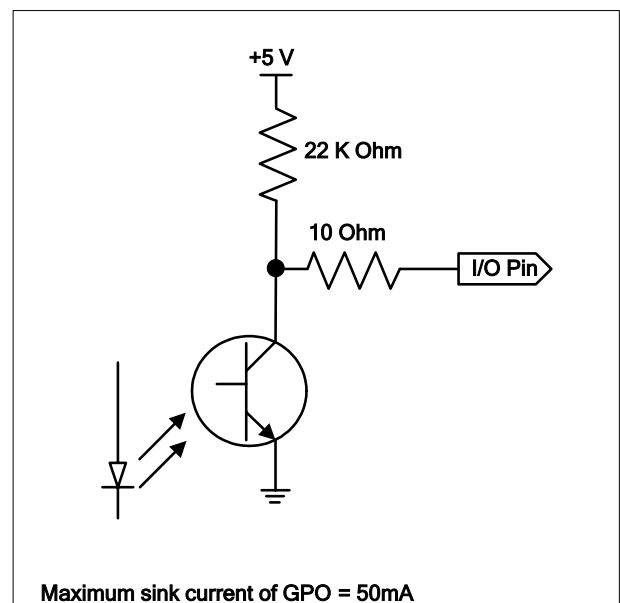 +5 V
22 K Ohm
10 Ohm
I/O Pin
Maximum sink current of GPO = 50mA